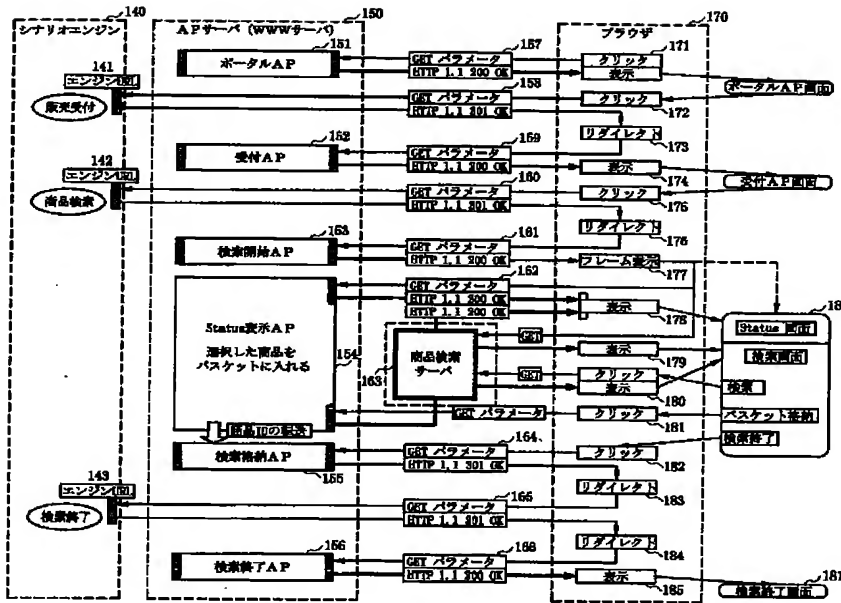 140
シナリオエンジン
150
APサーバ（WWWサーバ）
170
ブラウザ
151
ポータルAP
157
GET パラメータ
HTTP 1.1 200 OK
171
クリック
表示
ポータルAP画面
141
エンジンURL
販売受付
158
GET パラメータ
HTTP 1.1 301 OK
クリック
172
リダイレクト
173
152
受付AP
159
GET パラメータ
HTTP 1.1 200 OK
表示
174
受付AP画面
142
エンジンURL
商品検索
160
GET パラメータ
HTTP 1.1 301 OK
クリック
175
リダイレクト
176
153
検索開始AP
161
GET パラメータ
HTTP 1.1 200 OK
フレーム表示
177
162
GET パラメータ
HTTP 1.1 200 OK
HTTP 1.1 200 OK
表示
178
Status表示AP
選択した商品を
バスケットに入れる
154
163
商品検索
サーバ
GET
表示
179
GET
クリック
表示
180
Status 画面
検索画面
検索
バスケット格納
検索終了
GET パラメータ
クリック
181
商品IDの転送
検索格納AP
155
164
GET パラメータ
HTTP 1.1 301 OK
クリック
182
リダイレクト
183
143
エンジンURL
検索終了
GET パラメータ
HTTP 1.1 301 OK
リダイレクト
184
156
検索終了AP
GET パラメータ
HTTP 1.1 200 OK
表示
185
187
検索終了画面